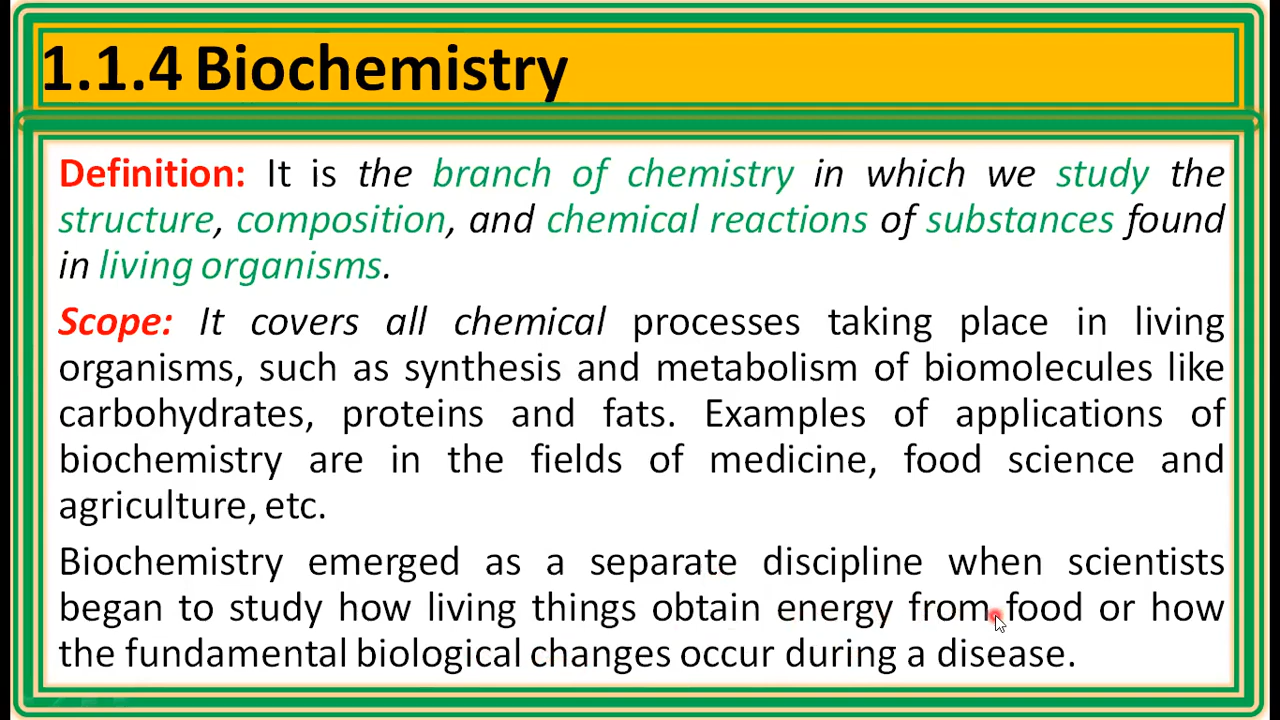 1.1.4 Biochemistry
Definition: It is the branch of chemistry in which we study the
structure, composition, and chemical reactions of substances found
in living organisms.
Scope: It covers all chemical processes taking place in living
organisms, such as synthesis and metabolism of biomolecules like
carbohydrates, proteins and fats. Examples of applications of
biochemistry are in the fields of medicine, food science and
agriculture, etc.
Biochemistry emerged as a separate discipline when scientists
began to study how living things obtain energy from food or how
the fundamental biological changes occur during a disease.